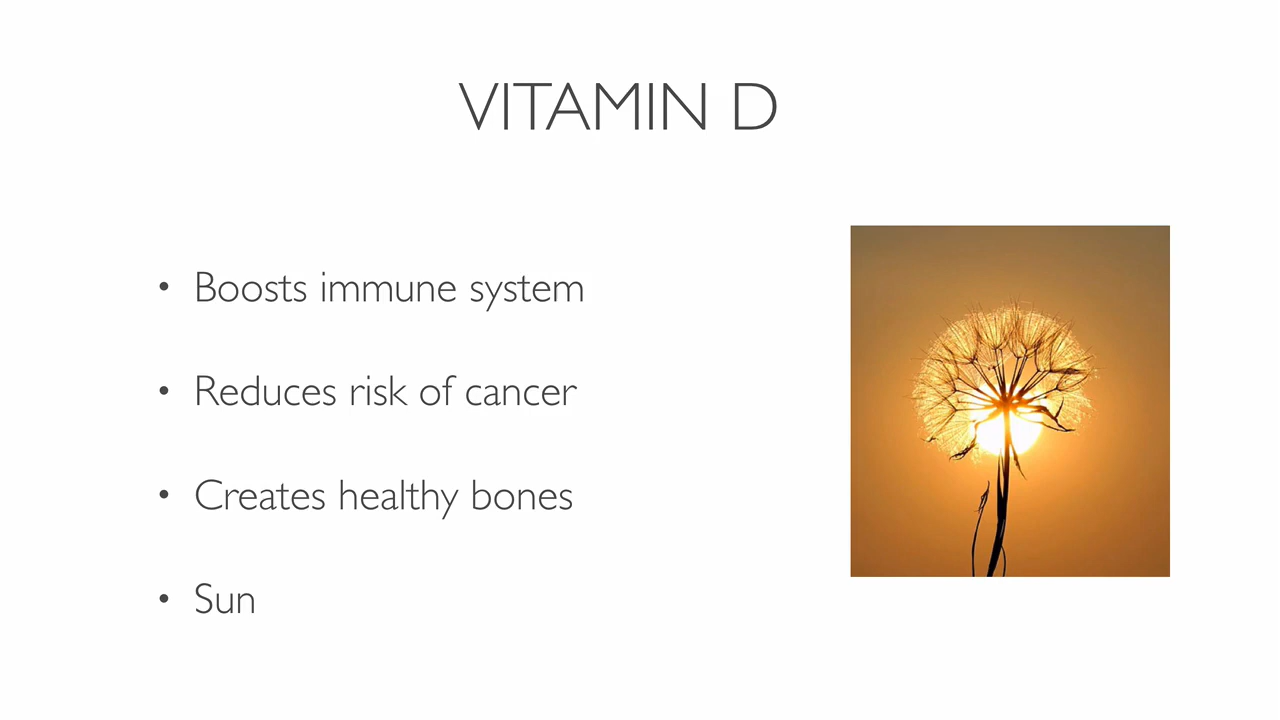 VITAMIN D
• Boosts immune system
• Reduces risk of cancer
• Creates healthy bones
• Sun